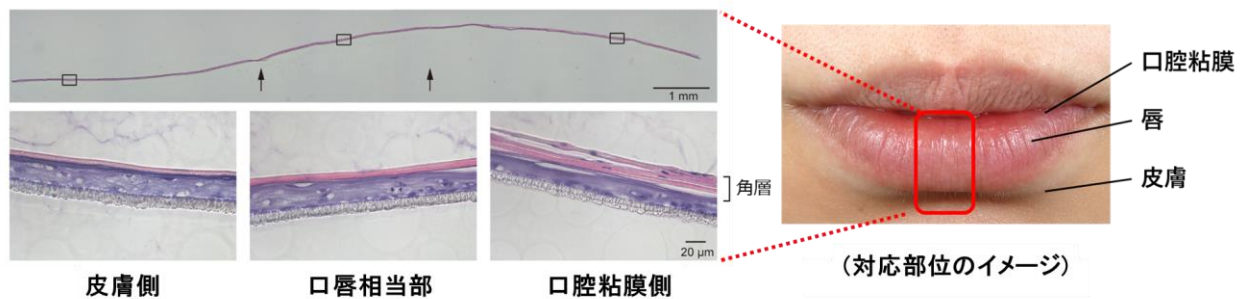 1 mm
20 μm
角層
皮膚側
口唇相当部
口腔粘膜側
口腔粘膜
唇
皮膚
(対応部位のイメージ)